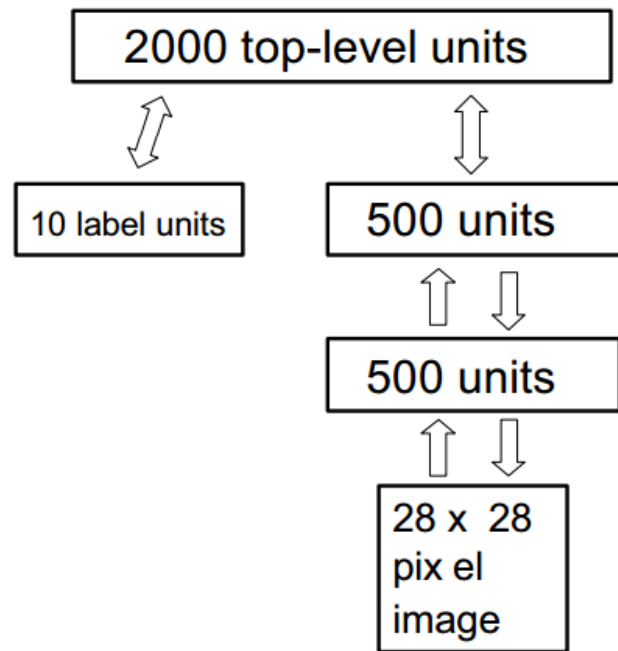 2000 top-level units
10 label units
500 units
500 units
28 x 28
pix el
image